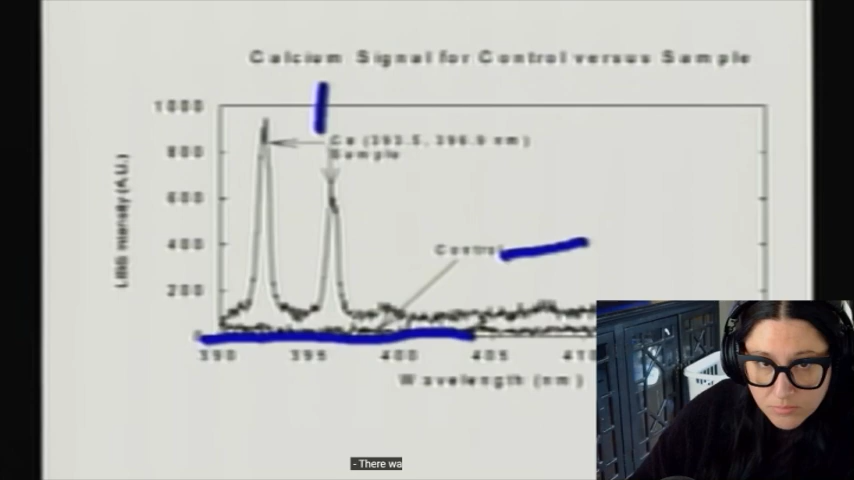 Calcium Signal for Control versus Sample
1000
Ca (393.5, 396.9 nm)
800
Sample
600
LIBS Intensity (A.U.)
400
Control
200
390 395 400 405 410
Wavelength (nm)
- There wa